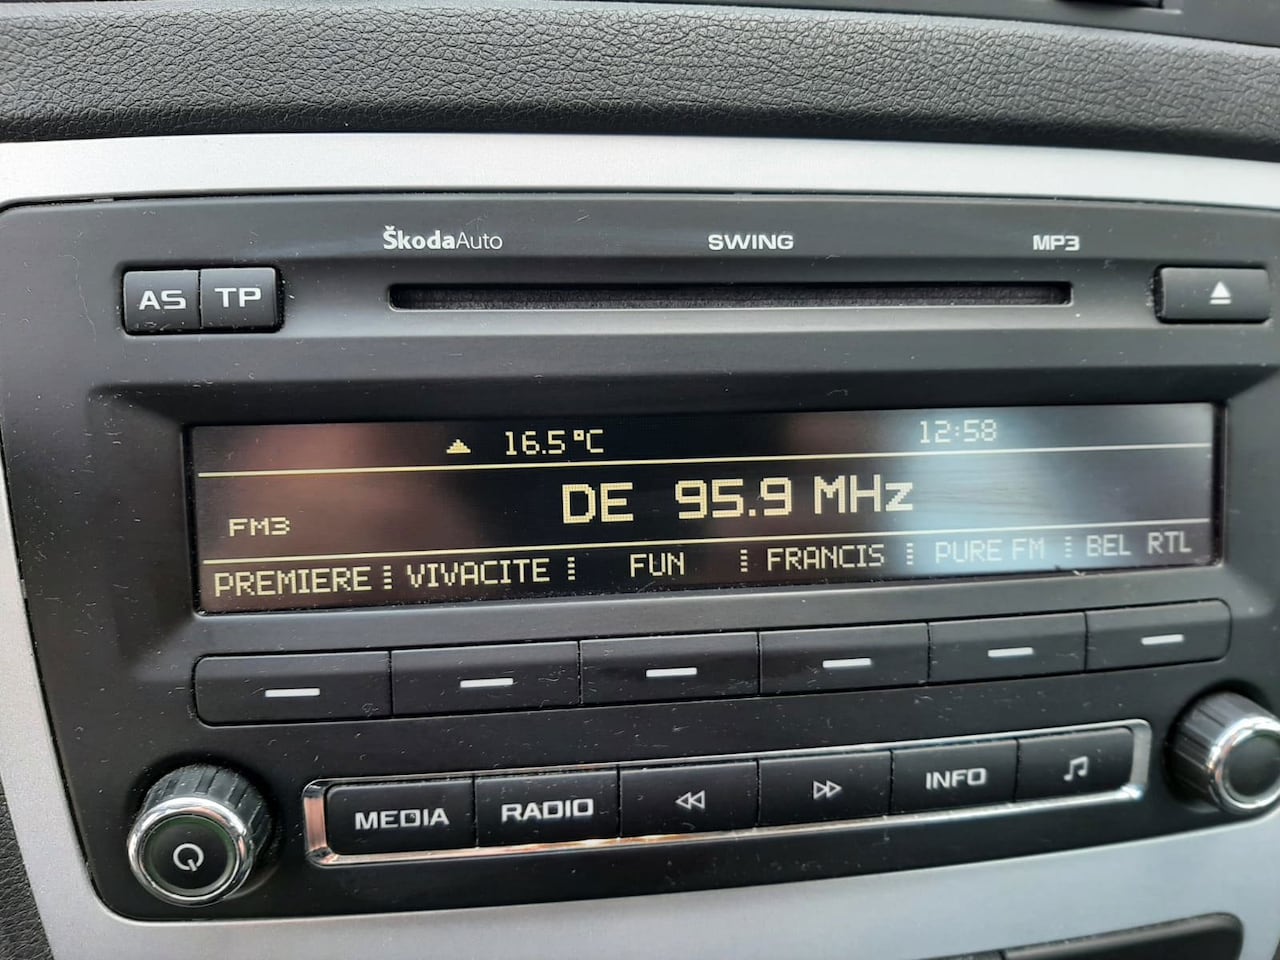 ŠkodaAuto SWING MP3
AS TP
16.5°C 12:58
DE 95.9 MHz
FM3
PREMIERE VIVACITE FUN FRANCIS PURE FM BEL RTL
MEDIA RADIO INFO